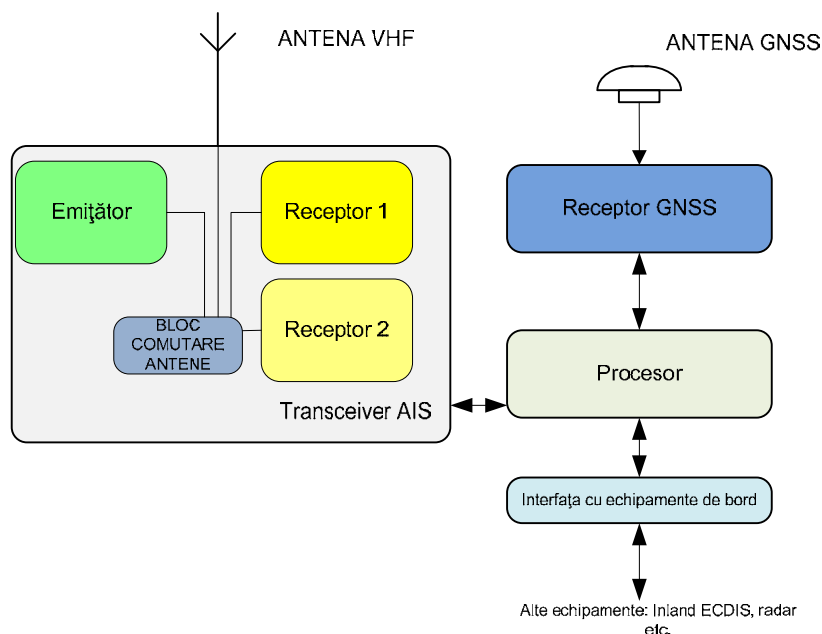 ANTENA VHF
ANTENA GNSS
Emiţător
Receptor 1
Receptor GNSS
BLOC
COMUTARE
ANTENE
Receptor 2
Procesor
Transceiver AIS
Interfaţa cu echipamente de bord
Alte echipamente: Inland ECDIS, radar
etc.